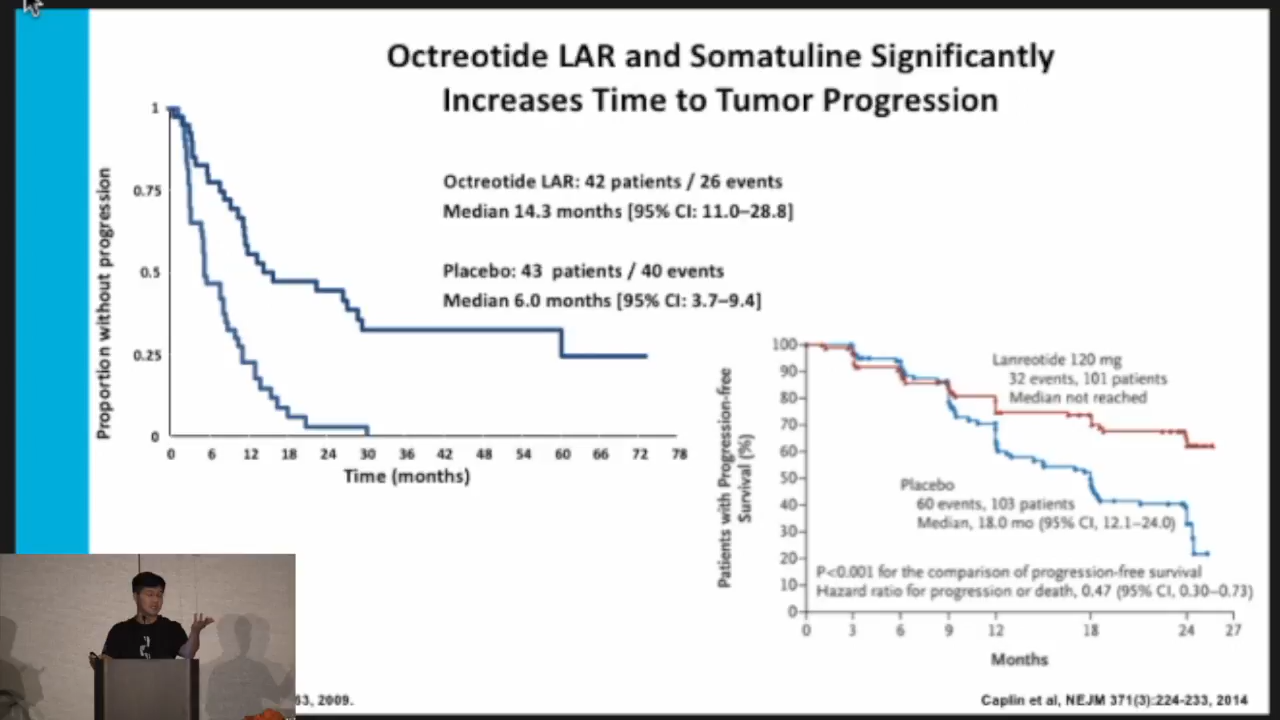 Octreotide LAR and Somatuline Significantly
Increases Time to Tumor Progression
Proportion without progression
1
0.75
0.5
0.25
0
Octreotide LAR: 42 patients / 26 events
Median 14.3 months [95% CI: 11.0–28.8]
Placebo: 43 patients / 40 events
Median 6.0 months [95% CI: 3.7–9.4]
0 6 12 18 24 30 36 42 48 54 60 66 72 78
Time (months)
Patients with Progression-free
Survival (%)
100
90
80
70
60
50
40
30
20
10
0
Lanreotide 120 mg
32 events, 101 patients
Median not reached
Placebo
60 events, 103 patients
Median, 18.0 mo (95% CI, 12.1–24.0)
P<0.001 for the comparison of progression-free survival
Hazard ratio for progression or death, 0.47 (95% CI, 0.30–0.73)
0 3 6 9 12 18 24 27
Months
63, 2009.
Caplin et al, NEJM 371(3):224-233, 2014